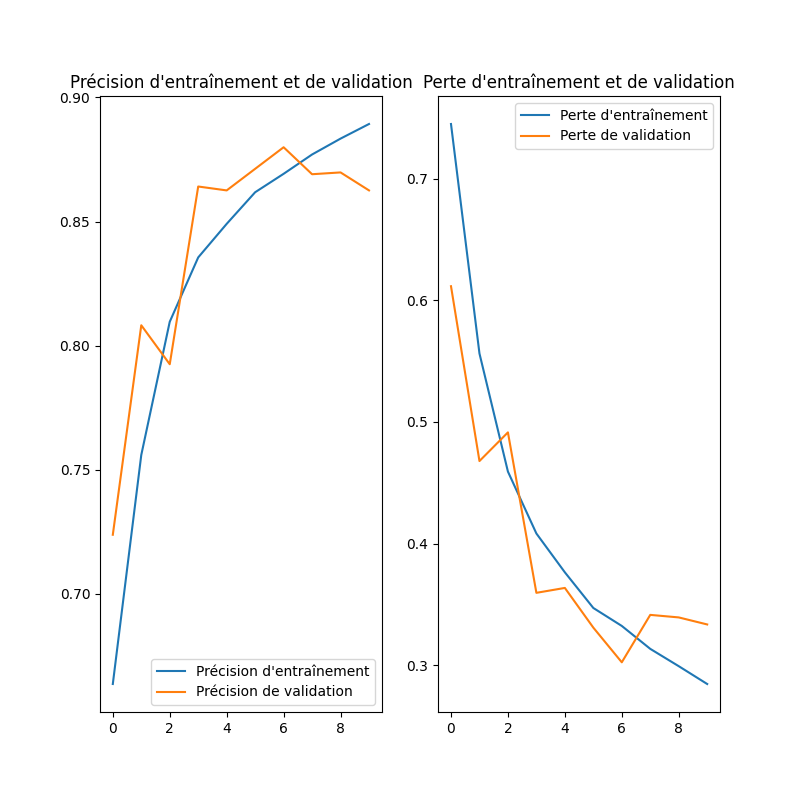 Précision d'entraînement et de validation
0.90
0.85
0.80
0.75
0.70
Précision d'entraînement
Précision de validation
0 2 4 6 8
Perte d'entraînement et de validation
Perte d'entraînement
Perte de validation
0.7
0.6
0.5
0.4
0.3
0 2 4 6 8